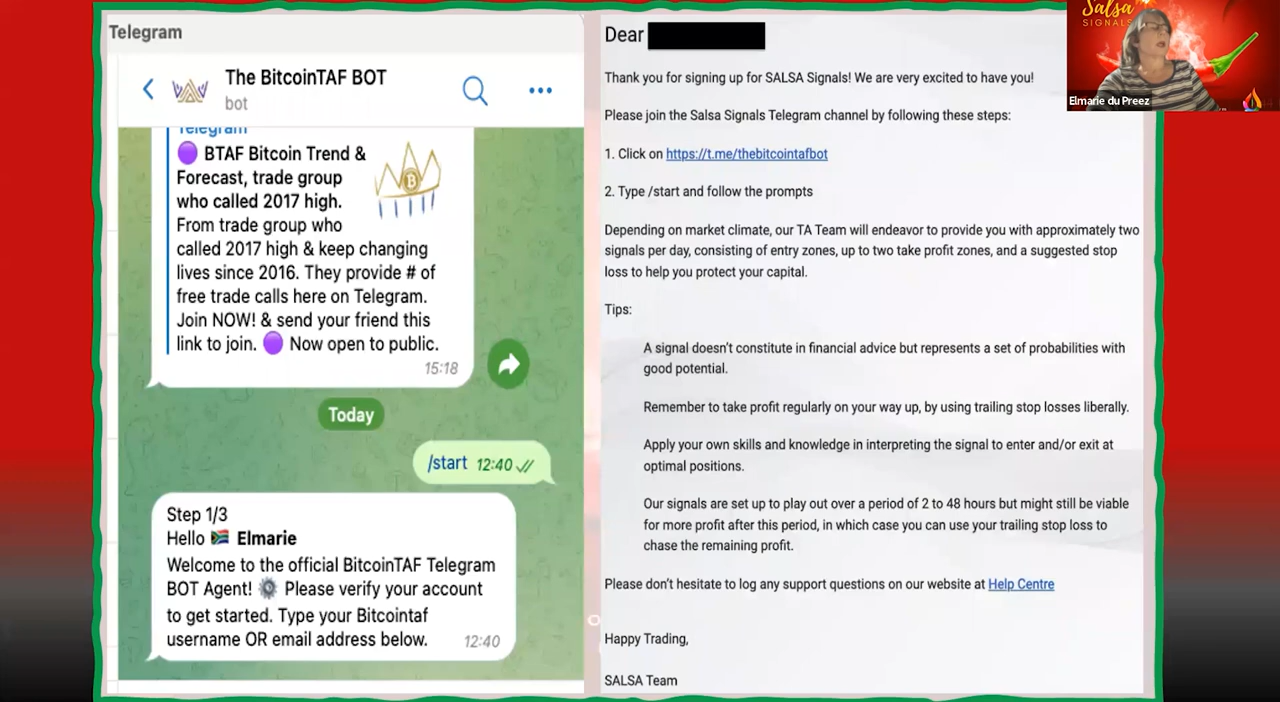 Telegram
The BitcoinTAF BOT
bot
Telegram
BTAF Bitcoin Trend &
Forecast, trade group
who called 2017 high.
From trade group who
called 2017 high & keep changing
lives since 2016. They provide # of
free trade calls here on Telegram.
Join NOW! & send your friend this
link to join. 🟣 Now open to public.
15:18
Today
/start 12:40
Step 1/3
Hello 🇿🇦 Elmarie
Welcome to the official BitcoinTAF Telegram
BOT Agent! ⚙️ Please verify your account
to get started. Type your Bitcointaf
username OR email address below.
12:40
Dear
Thank you for signing up for SALSA Signals! We are very excited to have you!
Please join the Salsa Signals Telegram channel by following these steps:
1. Click on https://t.me/thebitcointafbot
2. Type /start and follow the prompts
Depending on market climate, our TA Team will endeavor to provide you with approximately two
signals per day, consisting of entry zones, up to two take profit zones, and a suggested stop
loss to help you protect your capital.
Tips:
A signal doesn't constitute in financial advice but represents a set of probabilities with
good potential.
Remember to take profit regularly on your way up, by using trailing stop losses liberally.
Apply your own skills and knowledge in interpreting the signal to enter and/or exit at
optimal positions.
Our signals are set up to play out over a period of 2 to 48 hours but might still be viable
for more profit after this period, in which case you can use your trailing stop loss to
chase the remaining profit.
Please don't hesitate to log any support questions on our website at Help Centre
Happy Trading,
SALSA Team
Salsa
SIGNALS
Elmarie du Preez